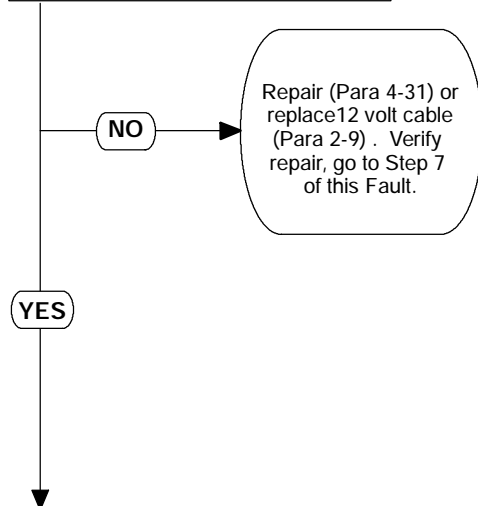 Repair (Para 4-31) or
replace12 volt cable
(Para 2-9) . Verify
repair, go to Step 7
of this Fault.
NO
YES